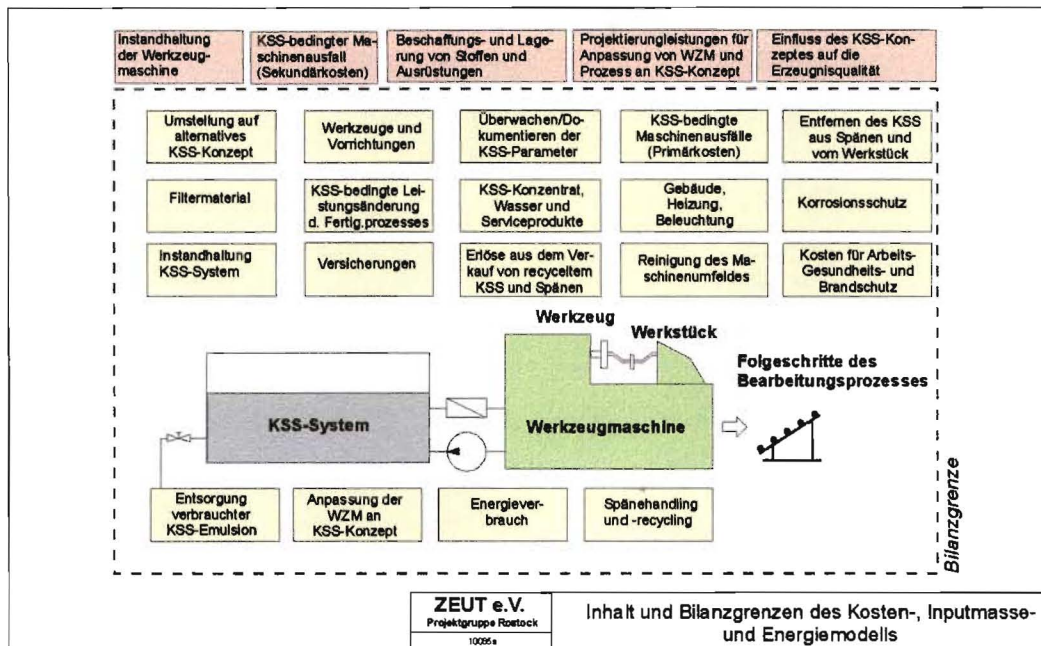 Instandhaltung
der Werkzeug-
maschine
KSS-bedingter Ma-
schinenausfall
(Sekundärkosten)
Beschaffungs- und Lage-
rung von Stoffen und
Ausrüstungen
Projektierungleistungen für
Anpassung von WZM und
Prozess an KSS-Konzept
Einfluss des KSS-Kon-
zeptes auf die
Erzeugnisqualität
Umstellung auf
alternatives
KSS-Konzept
Werkzeuge und
Vorrichtungen
Überwachen/Do-
kumentieren der
KSS-Parameter
KSS-bedingte
Maschinenausfälle
(Primärkosten)
Entfernen des KSS
aus Spänen und
vom Werkstück
Filtermaterial
KSS-bedingte Lei-
stungsänderung
d. Fertig.prozesses
KSS-Konzentrat,
Wasser und
Serviceprodukte
Gebäude,
Heizung,
Beleuchtung
Korrosionsschutz
Instandhaltung
KSS-System
Versicherungen
Erlöse aus dem Ver-
kauf von recyceltem
KSS und Spänen
Reinigung des Ma-
schinenumfeldes
Kosten für Arbeits-
Gesundheits- und
Brandschutz
Werkzeug
Werkstück
Folgeschritte des
Bearbeitungsprozesses
KSS-System
Werkzeugmaschine
Entsorgung
verbrauchter
KSS-Emulsion
Anpassung der
WZM an
KSS-Konzept
Energiever-
brauch
Spänehandling
und -recycling
Bilanzgrenze
ZEUT e.V.
Projektgruppe Rostock
Inhalt und Bilanzgrenzen des Kosten-, Inputmasse-
und Energiemodells